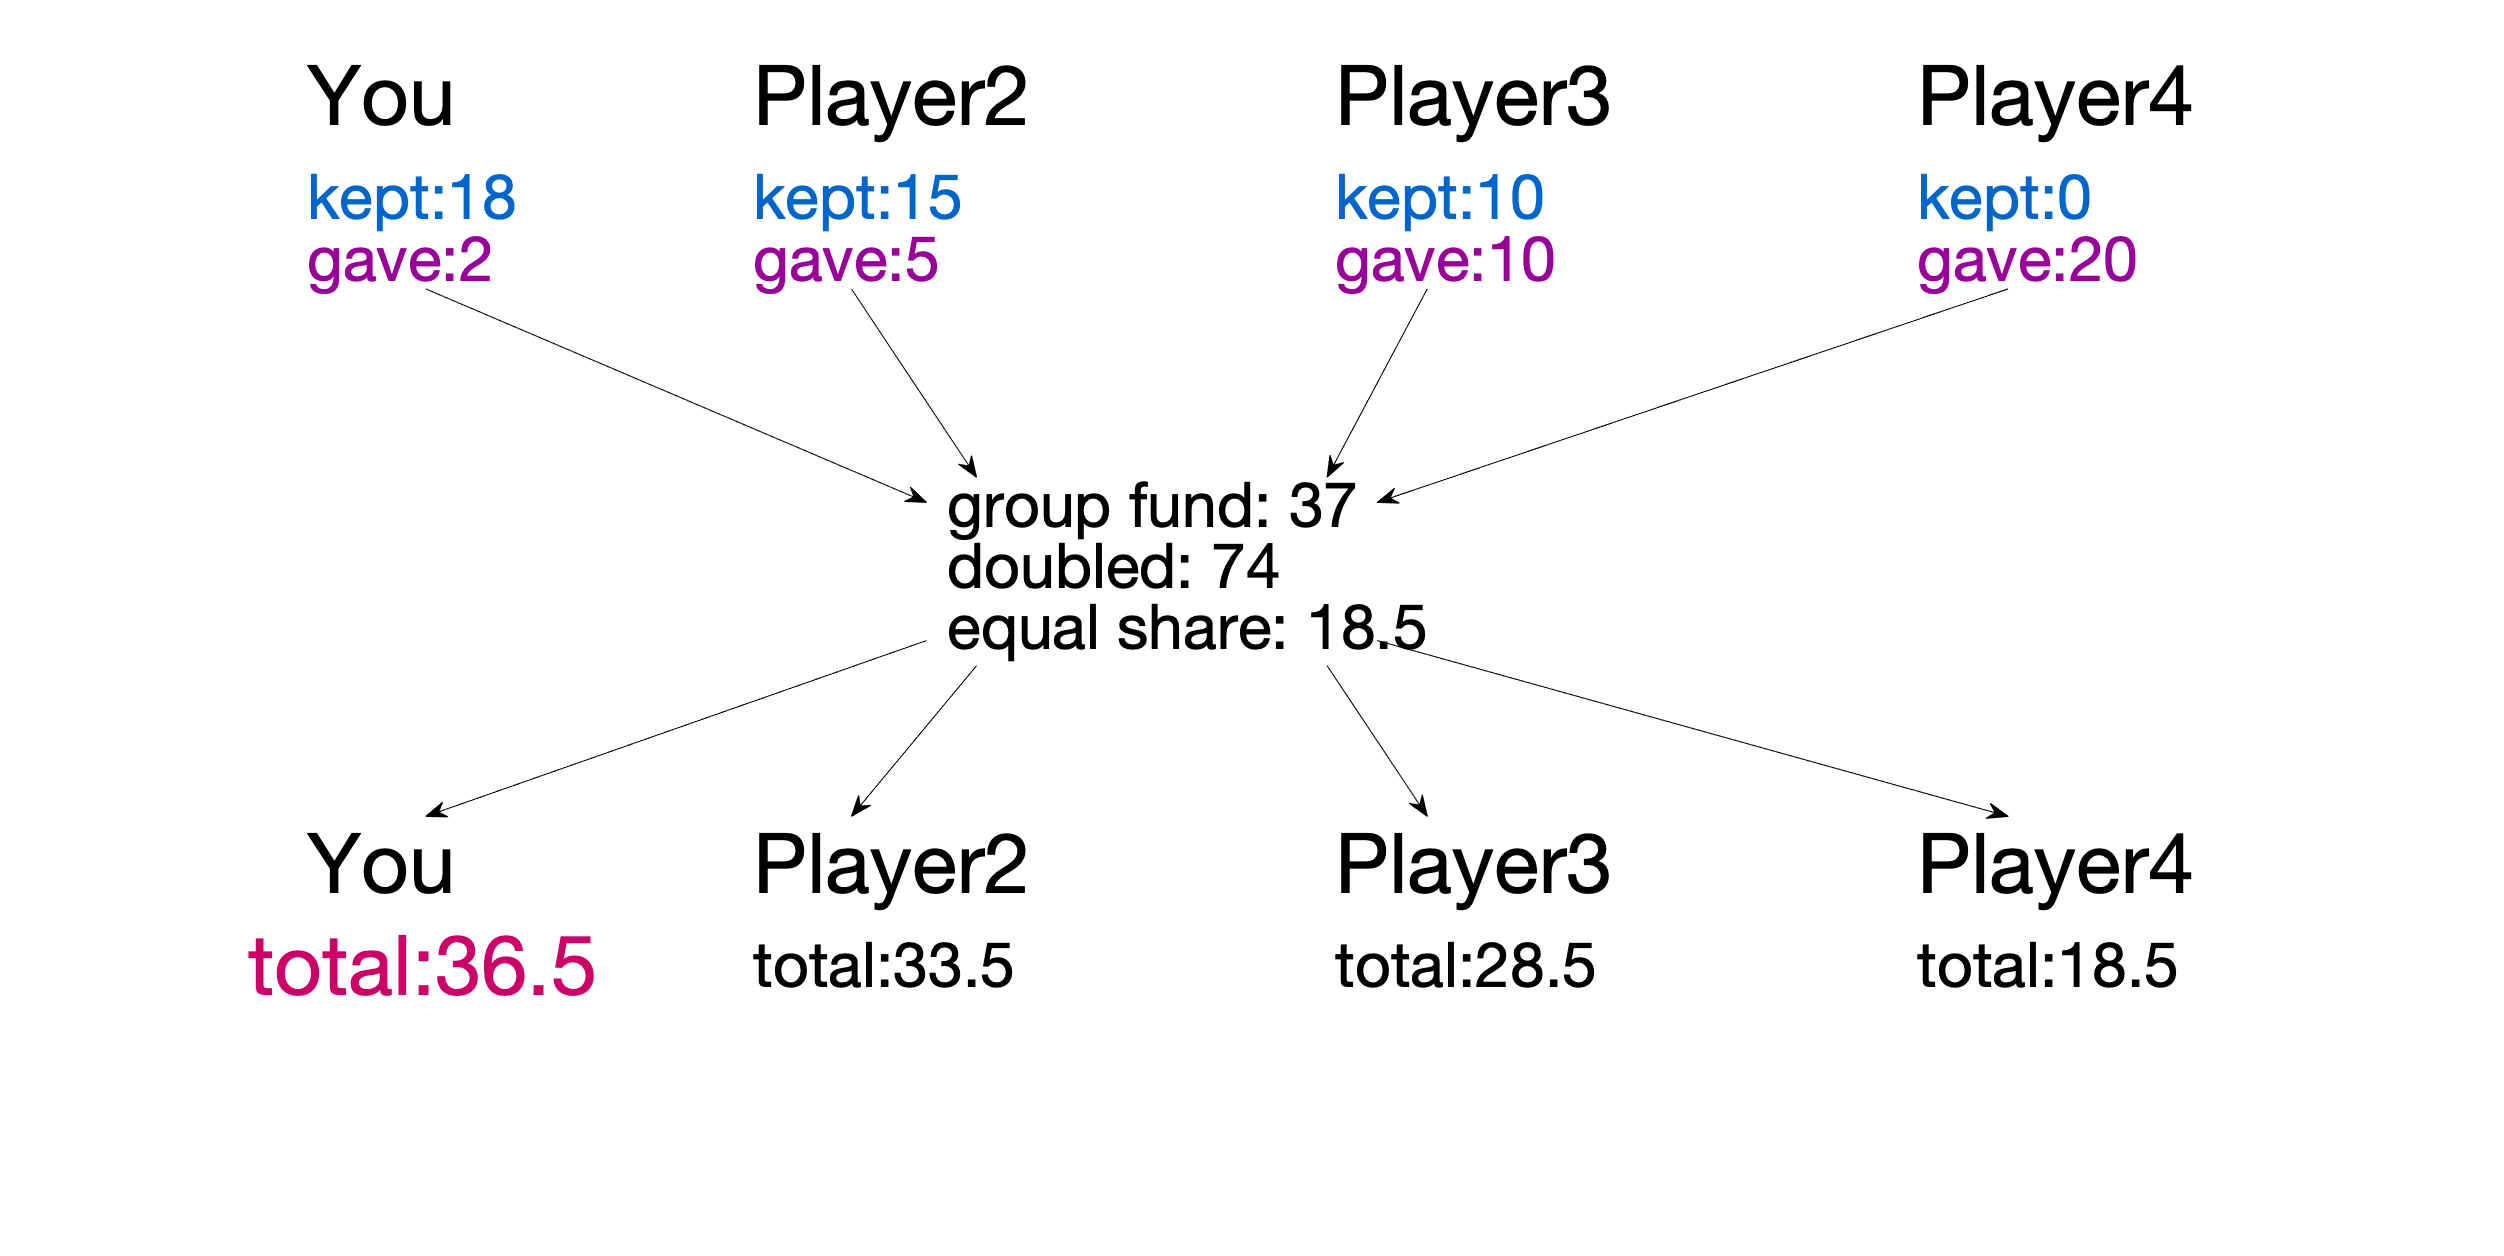 You Player2 Player3 Player4
kept:18 kept:15 kept:10 kept:0
gave:2 gave:5 gave:10 gave:20
group fund: 37
doubled: 74
equal share: 18.5
You Player2 Player3 Player4
total:36.5 total:33.5 total:28.5 total:18.5